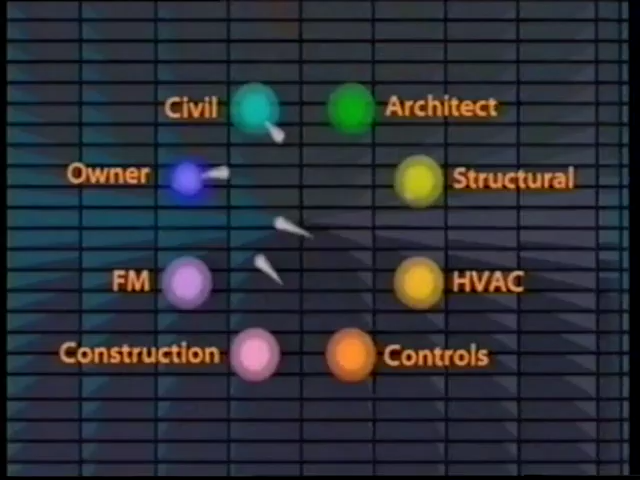 Civil
Architect
Owner
Structural
FM
HVAC
Construction
Controls